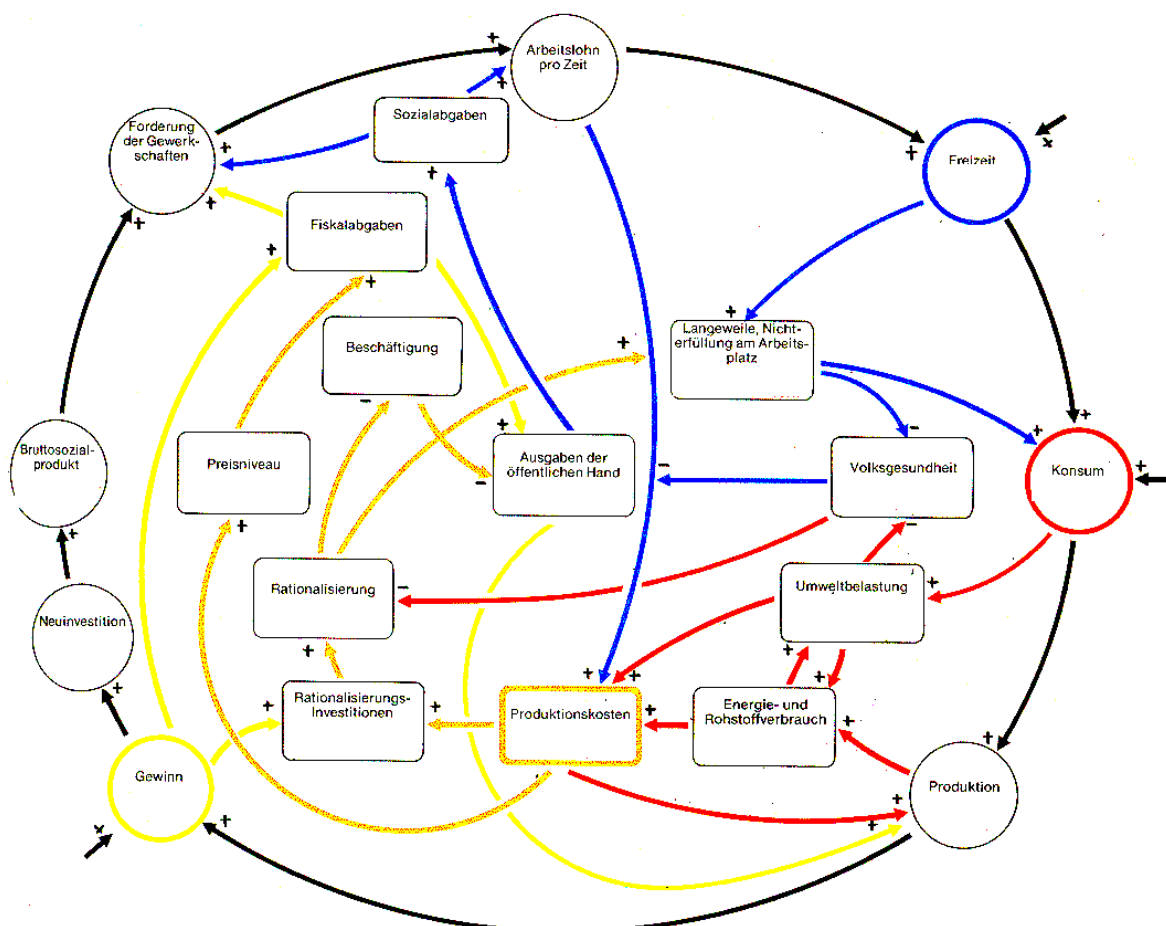 Arbeitslohn
pro Zeit
Sozialabgaben
Forderung
der Gewerk-
schaften
Freizeit
Fiskalabgaben
Beschäftigung
Langeweile, Nicht-
erfüllung am Arbeits-
platz
Bruttosozial-
produkt
Preisniveau
Ausgaben der
öffentlichen Hand
Volksgesundheit
Konsum
Rationalisierung
Umweltbelastung
Neuinvestition
Rationalisierungs-
Investitionen
Produktionskosten
Energie- und
Rohstoffverbrauch
Gewinn
Produktion